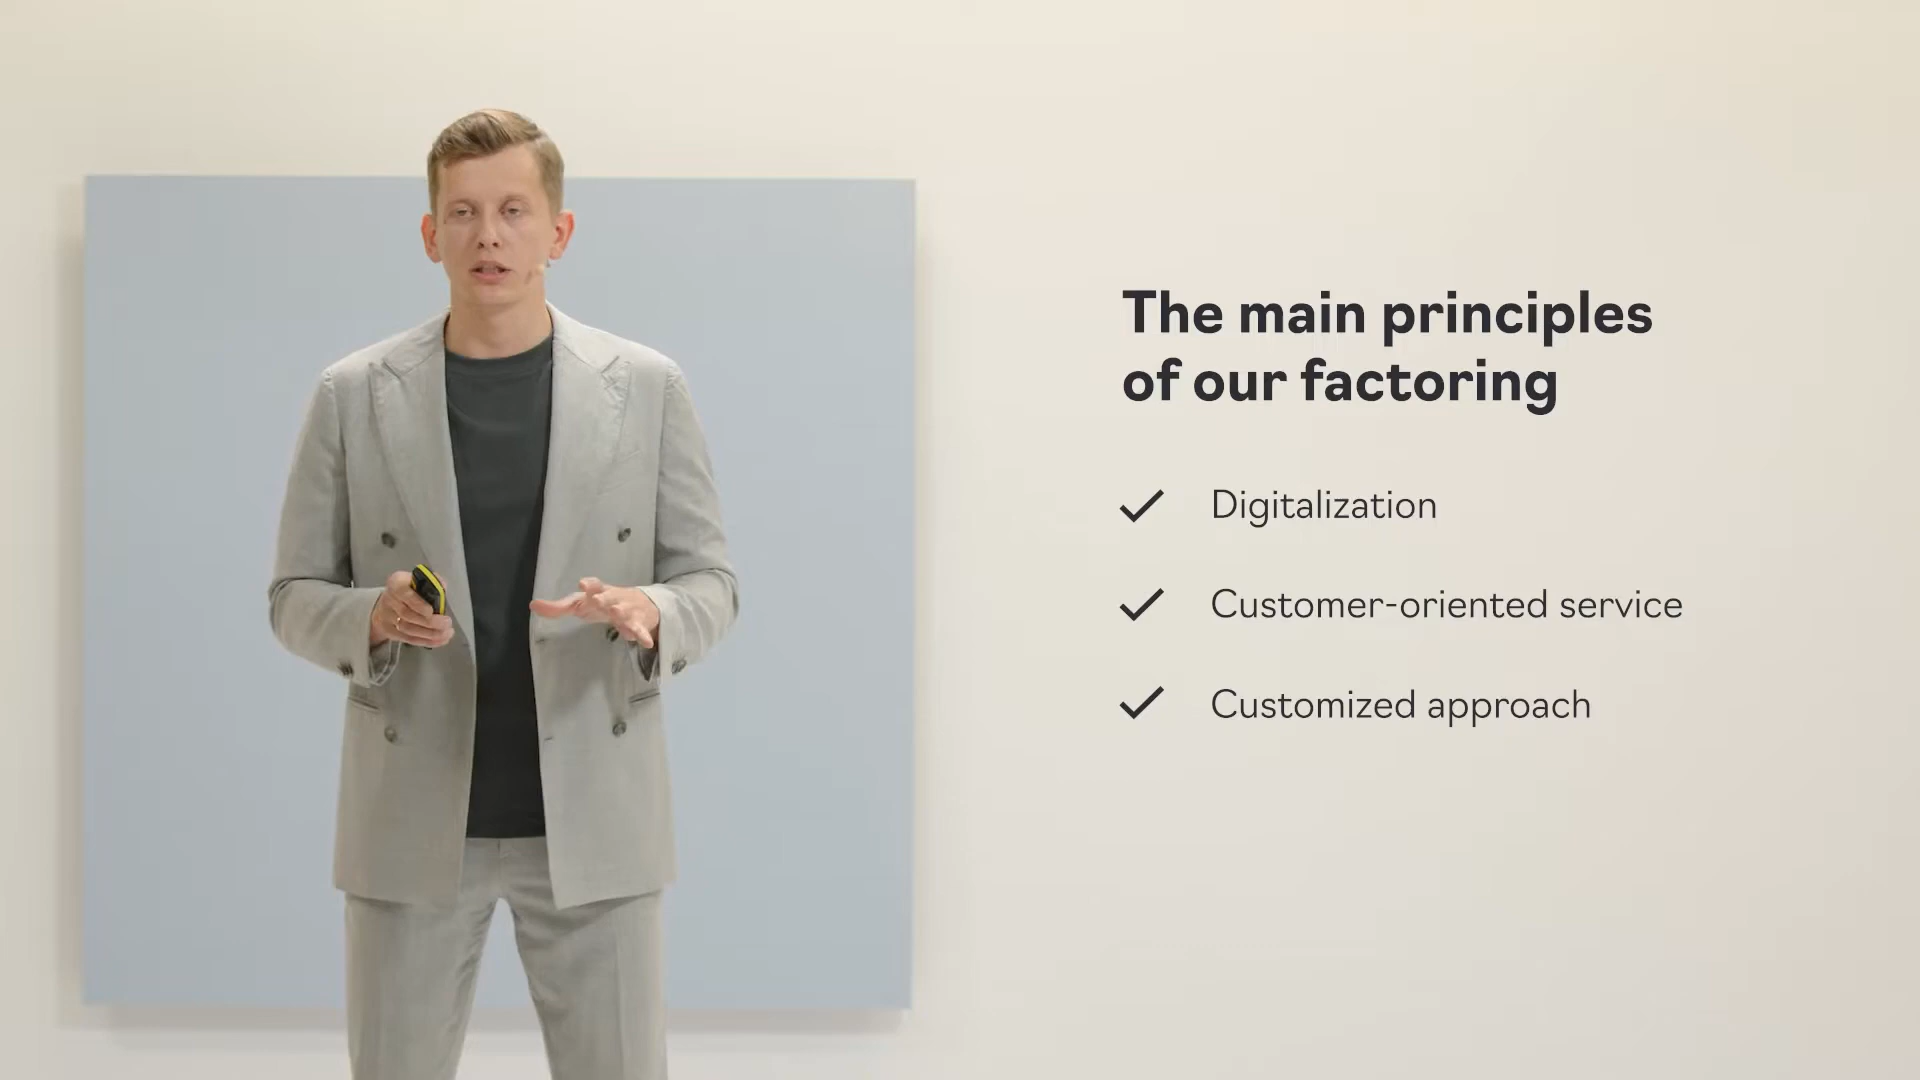 The main principles
of our factoring
Digitalization
Customer-oriented service
Customized approach